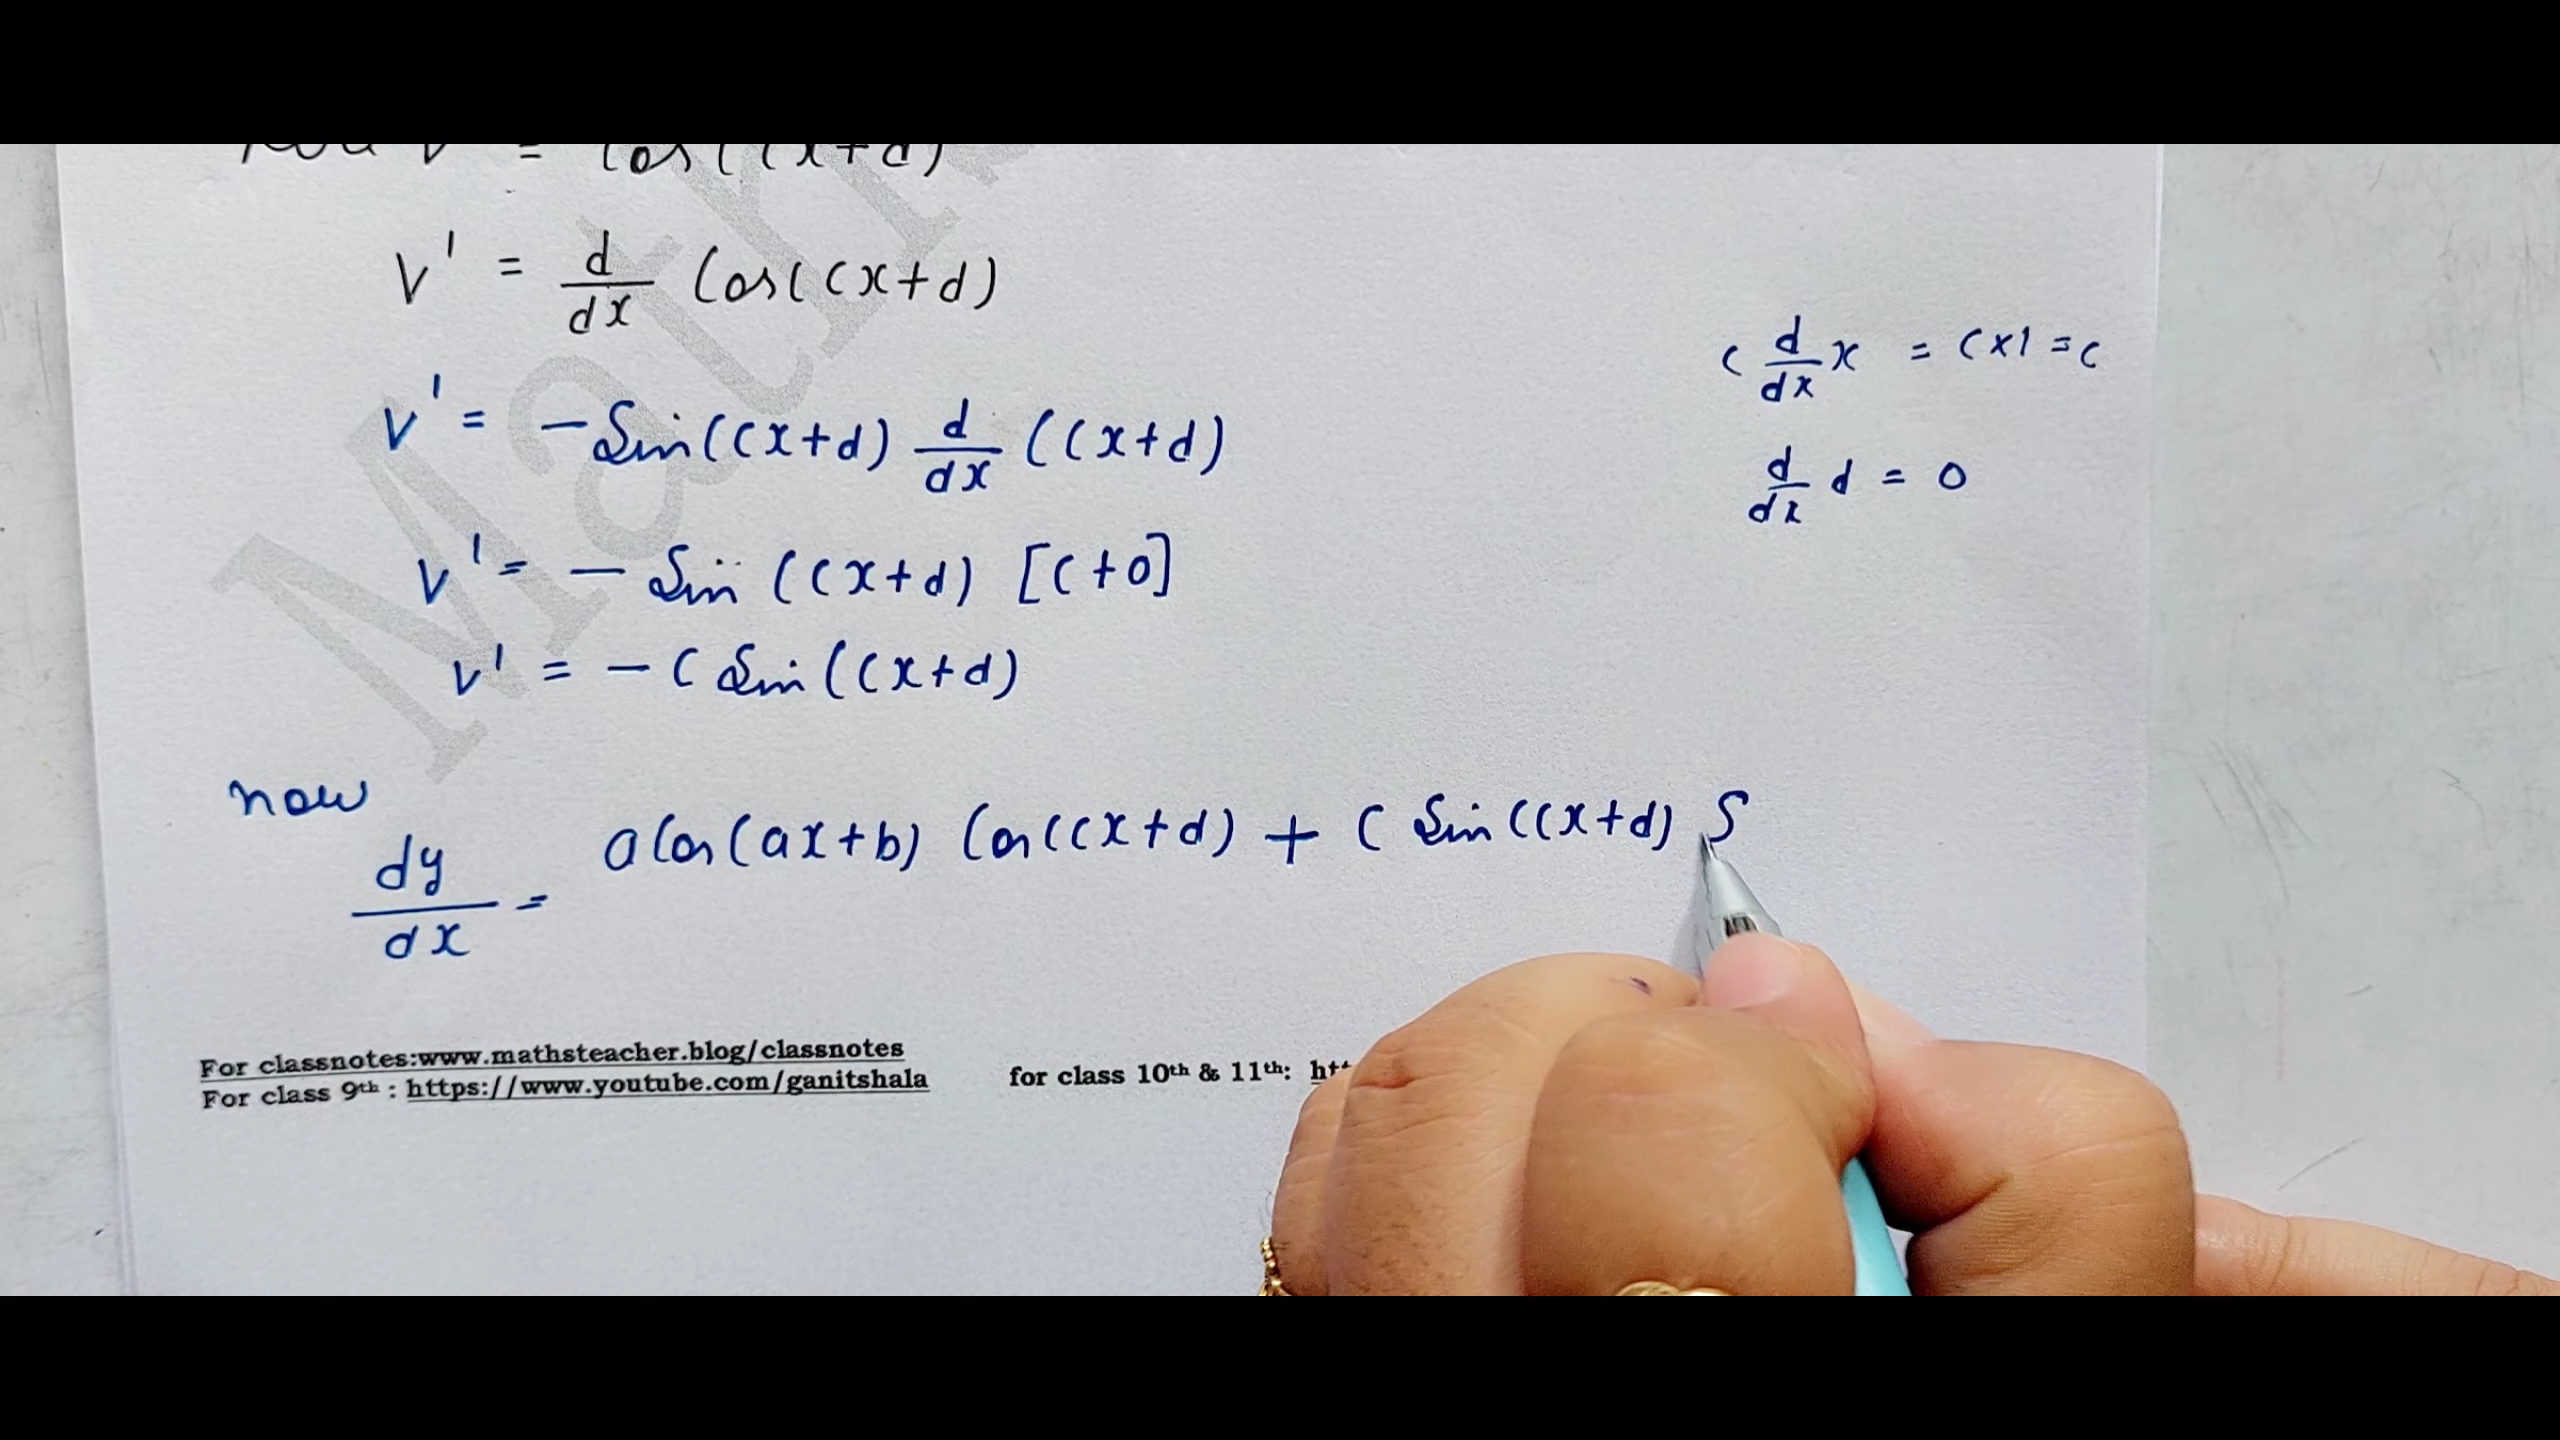 V = Cos(Cx+d)
V' = d/dx Cos(Cx+d)
V' = -Sin(Cx+d) d/dx (Cx+d)
V' = - Sin (Cx+d) [C+0]
V' = - C Sin(Cx+d)
C d/dx x = C×1 = C
d/dx d = 0
now
dy/dx = a Cos(ax+b) Cos(Cx+d) + C Sin(Cx+d) S
For classnotes:www.mathsteacher.blog/classnotes
For class 9th : https://www.youtube.com/ganitshala
for class 10th & 11th: